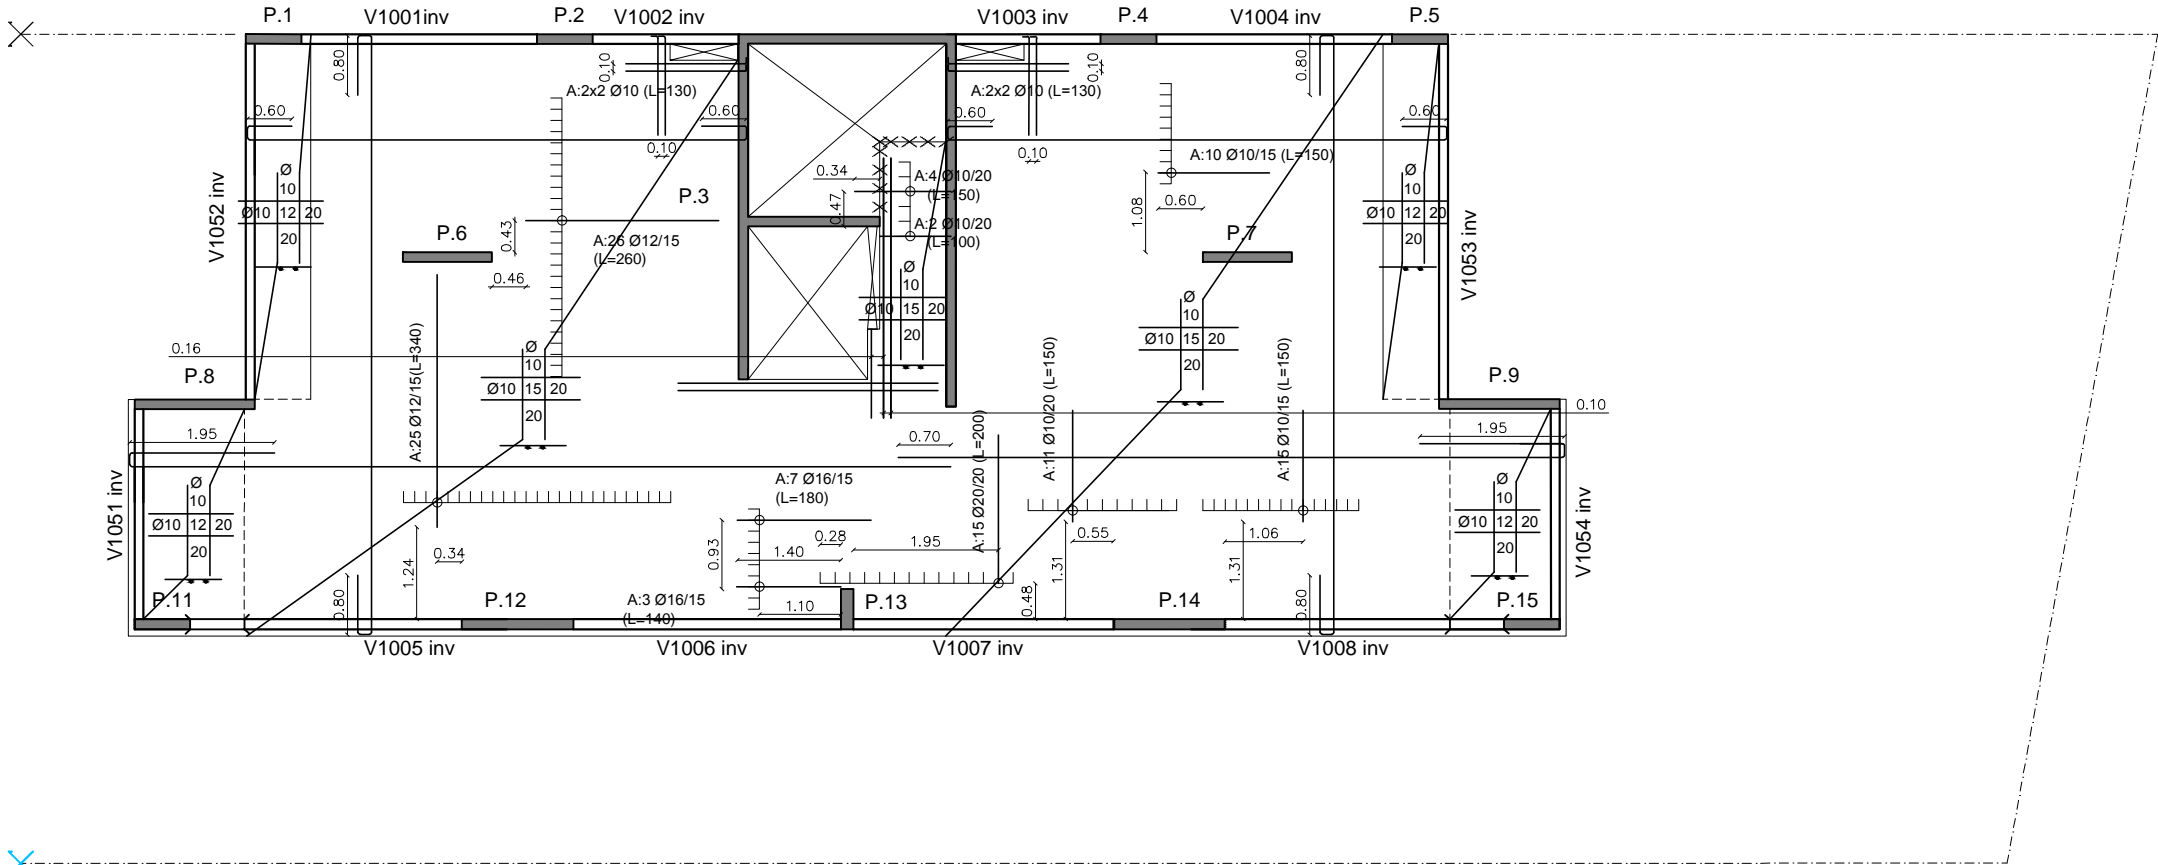 P.1
V1001inv
P.2
V1002 inv
V1003 inv
P.4
V1004 inv
P.5
0.80
0.10
0.10
0.80
A:2x2 Ø10 (L=130)
A:2x2 Ø10 (L=130)
0.60
0.60
0.60
0.60
0.10
0.10
A:10 Ø10/15 (L=150)
V1052 inv
Ø
10
Ø10 12 20
20
P.3
0.34
0.47
A:4 Ø10/20
(L=150)
A:2 Ø10/20
(L=100)
1.08
0.60
Ø
10
Ø10 12 20
20
V1053 inv
P.6
0.43
A:26 Ø12/15
(L=260)
P.7
0.46
Ø
10
Ø10 15 20
20
Ø
10
Ø10 15 20
20
0.16
A:25 Ø12/15(L=340)
Ø
10
Ø10 15 20
20
A:11 Ø10/20 (L=150)
A:15 Ø10/15 (L=150)
P.8
P.9
0.10
1.95
0.70
1.95
A:15 Ø20/20 (L=200)
V1051 inv
Ø
10
Ø10 12 20
20
A:7 Ø16/15
(L=180)
Ø
10
Ø10 12 20
20
V1054 inv
0.93
0.28
1.40
1.95
0.55
1.06
0.34
1.24
1.31
1.31
0.80
0.48
0.80
P.11
P.12
A:3 Ø16/15
(L=140)
1.10
P.13
P.14
P.15
V1005 inv
V1006 inv
V1007 inv
V1008 inv